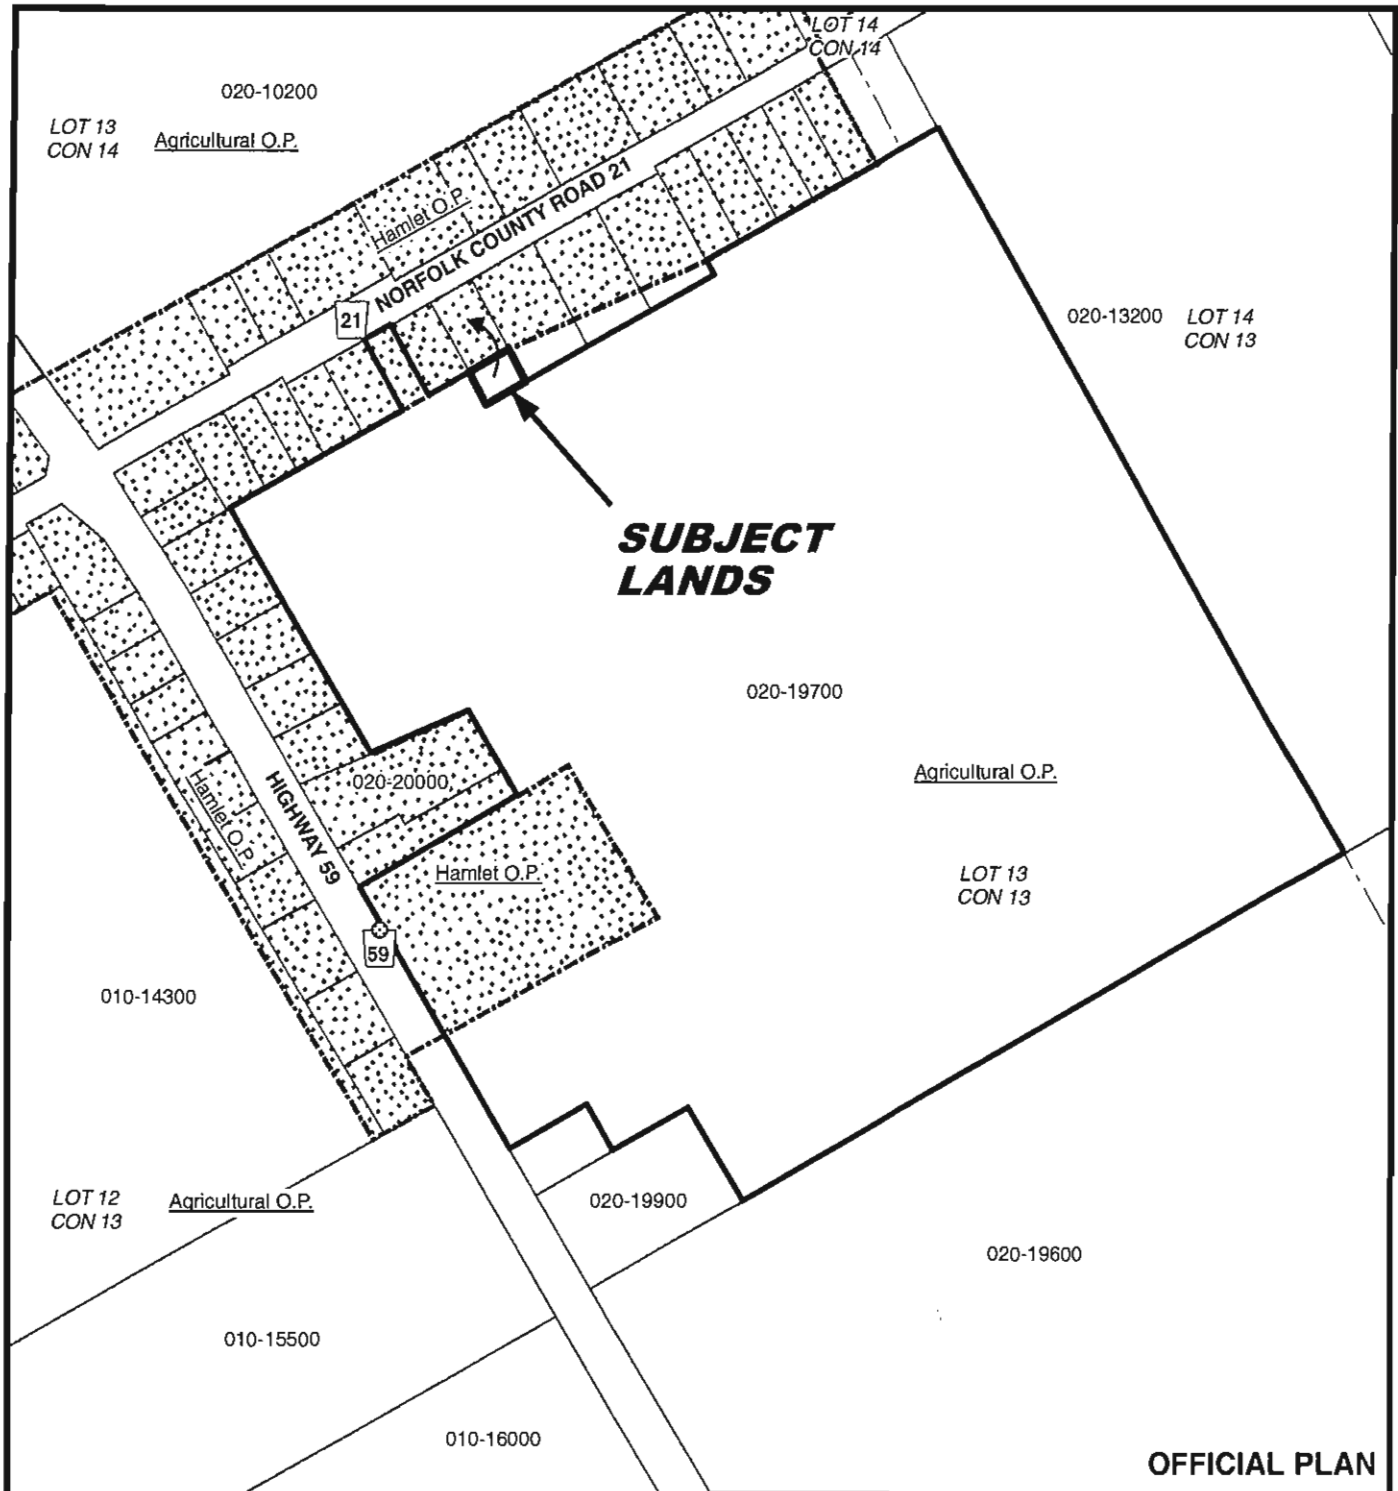 LOT 14
CON 14
020-10200
LOT 13
CON 14
Agricultural O.P.
Hamlet O.P.
NORFOLK COUNTY ROAD 21
21
020-13200
LOT 14
CON 13
SUBJECT
LANDS
020-19700
Agricultural O.P.
020-20000
HIGHWAY 59
Hamlet O.P.
Hamlet O.P.
LOT 13
CON 13
59
010-14300
LOT 12
CON 13
Agricultural O.P.
020-19900
020-19600
010-15500
010-16000
OFFICIAL PLAN